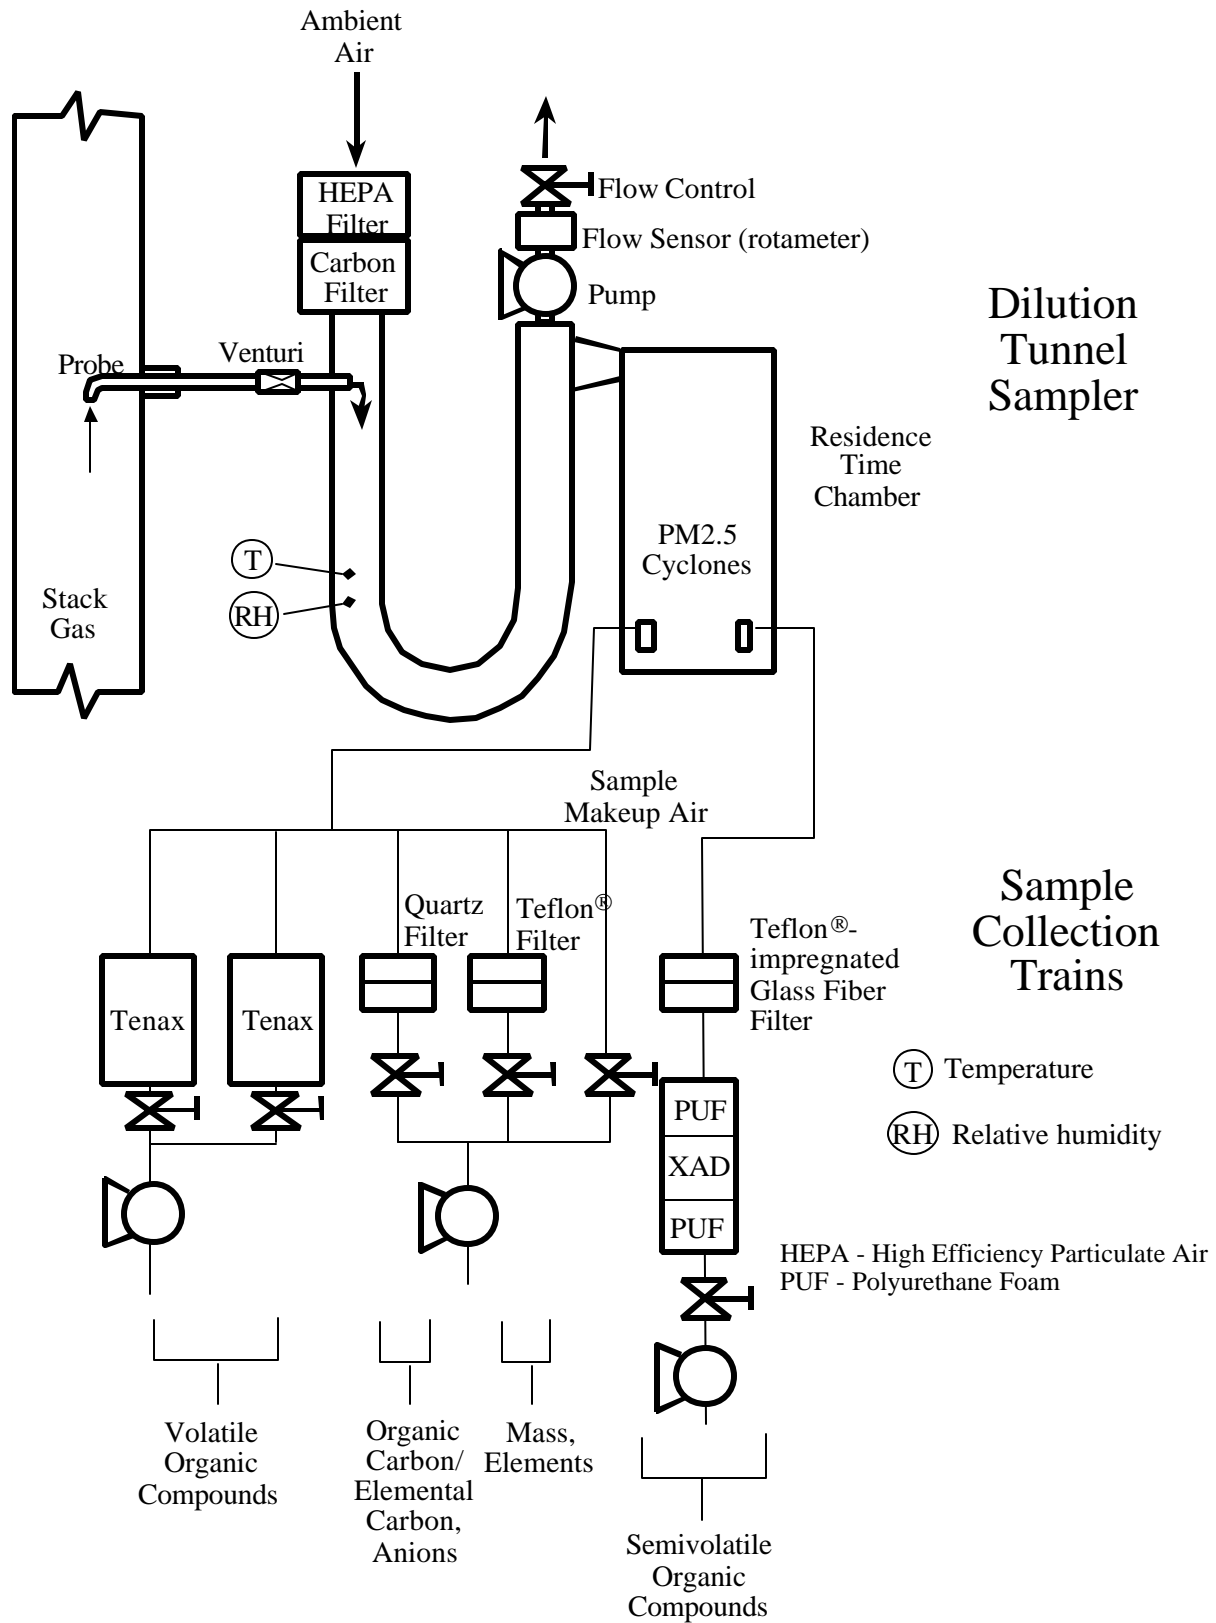 Ambient
Air
HEPA
Filter
Carbon
Filter
Flow Control
Flow Sensor (rotameter)
Pump
Dilution
Tunnel
Sampler
Probe
Venturi
Residence
Time
Chamber
PM2.5
Cyclones
T
RH
Stack
Gas
Sample
Makeup Air
Quartz
Filter
Teflon®
Filter
Teflon®-
impregnated
Glass Fiber
Filter
Sample
Collection
Trains
Tenax
Tenax
T Temperature
RH Relative humidity
PUF
XAD
PUF
HEPA - High Efficiency Particulate Air
PUF - Polyurethane Foam
Volatile
Organic
Compounds
Organic
Carbon/
Elemental
Carbon,
Anions
Mass,
Elements
Semivolatile
Organic
Compounds